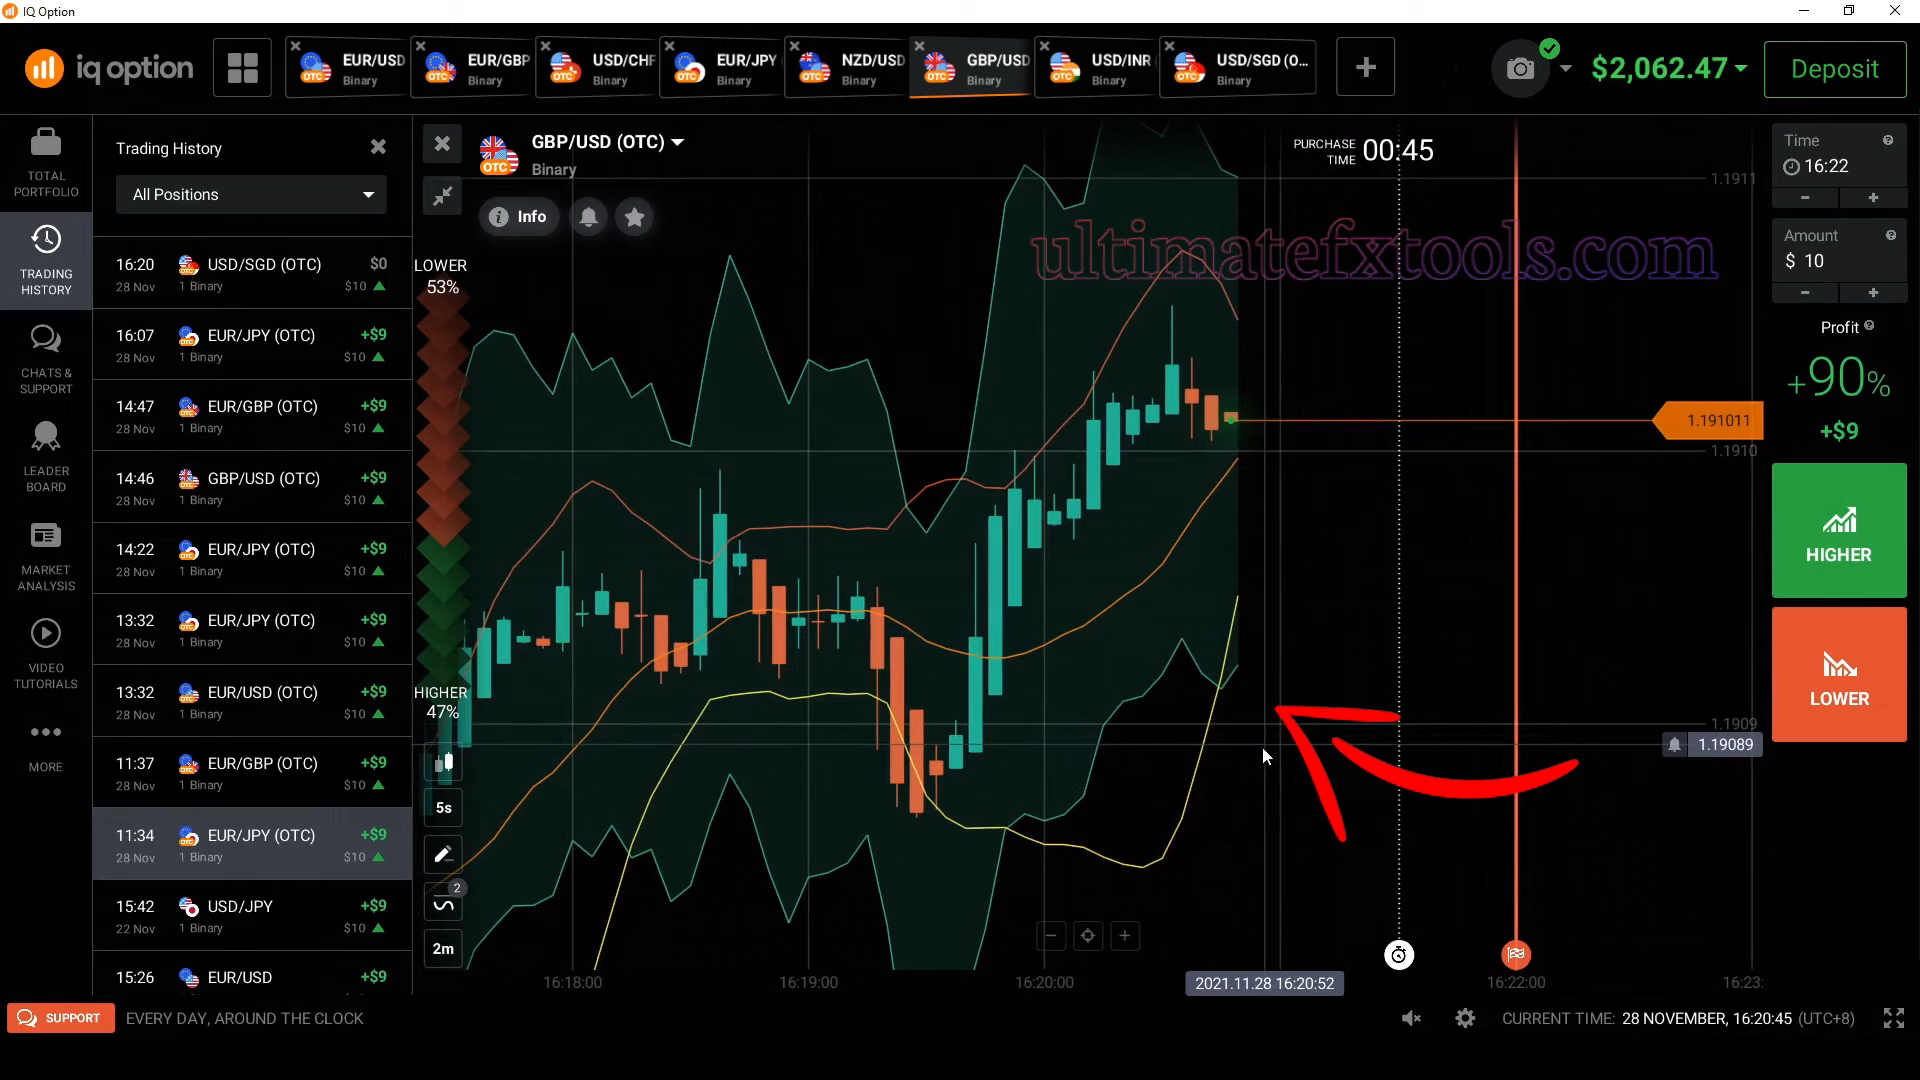 IQ Option
iq option
EUR/USD
Binary
EUR/GBP
Binary
USD/CHF
Binary
EUR/JPY
Binary
NZD/USD
Binary
GBP/USD
Binary
USD/INR
Binary
USD/SGD (O...
Binary
$2,062.47
Deposit
TOTAL
PORTFOLIO
TRADING
HISTORY
CHATS &
SUPPORT
LEADER
BOARD
MARKET
ANALYSIS
VIDEO
TUTORIALS
MORE
Trading History
All Positions
16:20 USD/SGD (OTC) $0
28 Nov 1 Binary $10
16:07 EUR/JPY (OTC) +$9
28 Nov 1 Binary $10
14:47 EUR/GBP (OTC) +$9
28 Nov 1 Binary $10
14:46 GBP/USD (OTC) +$9
28 Nov 1 Binary $10
14:22 EUR/JPY (OTC) +$9
28 Nov 1 Binary $10
13:32 EUR/JPY (OTC) +$9
28 Nov 1 Binary $10
13:32 EUR/USD (OTC) +$9
28 Nov 1 Binary $10
11:37 EUR/GBP (OTC) +$9
28 Nov 1 Binary $10
11:34 EUR/JPY (OTC) +$9
28 Nov 1 Binary $10
15:42 USD/JPY +$9
22 Nov 1 Binary $10
15:26 EUR/USD +$9
GBP/USD (OTC)
Binary
Info
LOWER
53%
HIGHER
47%
5s
2
2m
PURCHASE
TIME 00:45
ultimatefxtools.com
1.1911
1.191011
1.1910
1.1909
1.19089
16:18:00
16:19:00
16:20:00
2021.11.28 16:20:52
16:22:00
16:23:
Time
16:22
- +
Amount
$ 10
- +
Profit
+90%
+$9
HIGHER
LOWER
SUPPORT
EVERY DAY, AROUND THE CLOCK
CURRENT TIME: 28 NOVEMBER, 16:20:45 (UTC+8)